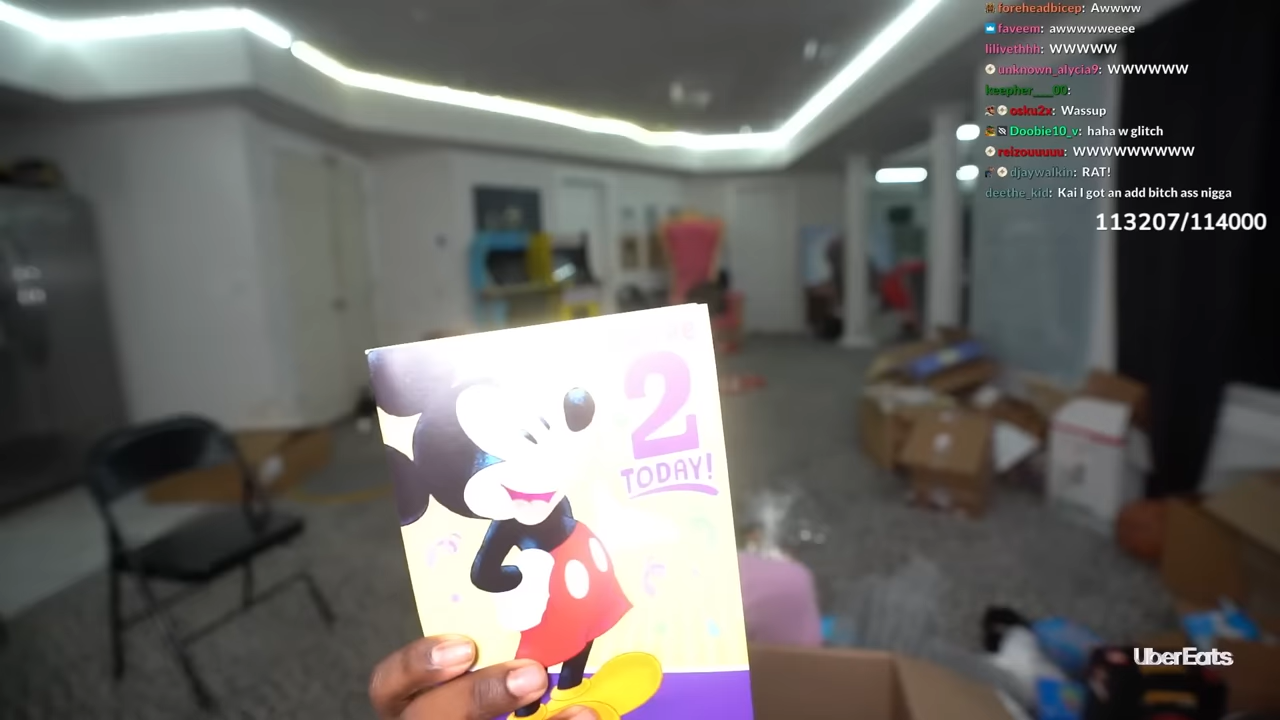 foreheadbicep: Awwww
faveem: awwwwweeee
lilivethhh: WWWWW
unknown_alycia9: WWWWWW
keepher___00:
osku2x: Wassup
Doobie10_v: haha w glitch
reizouuuuu: WWWWWWWWW
djaywalkin: RAT!
deethe_kid: Kai I got an add bitch ass nigga
113207/114000
2
TODAY!
UberEats